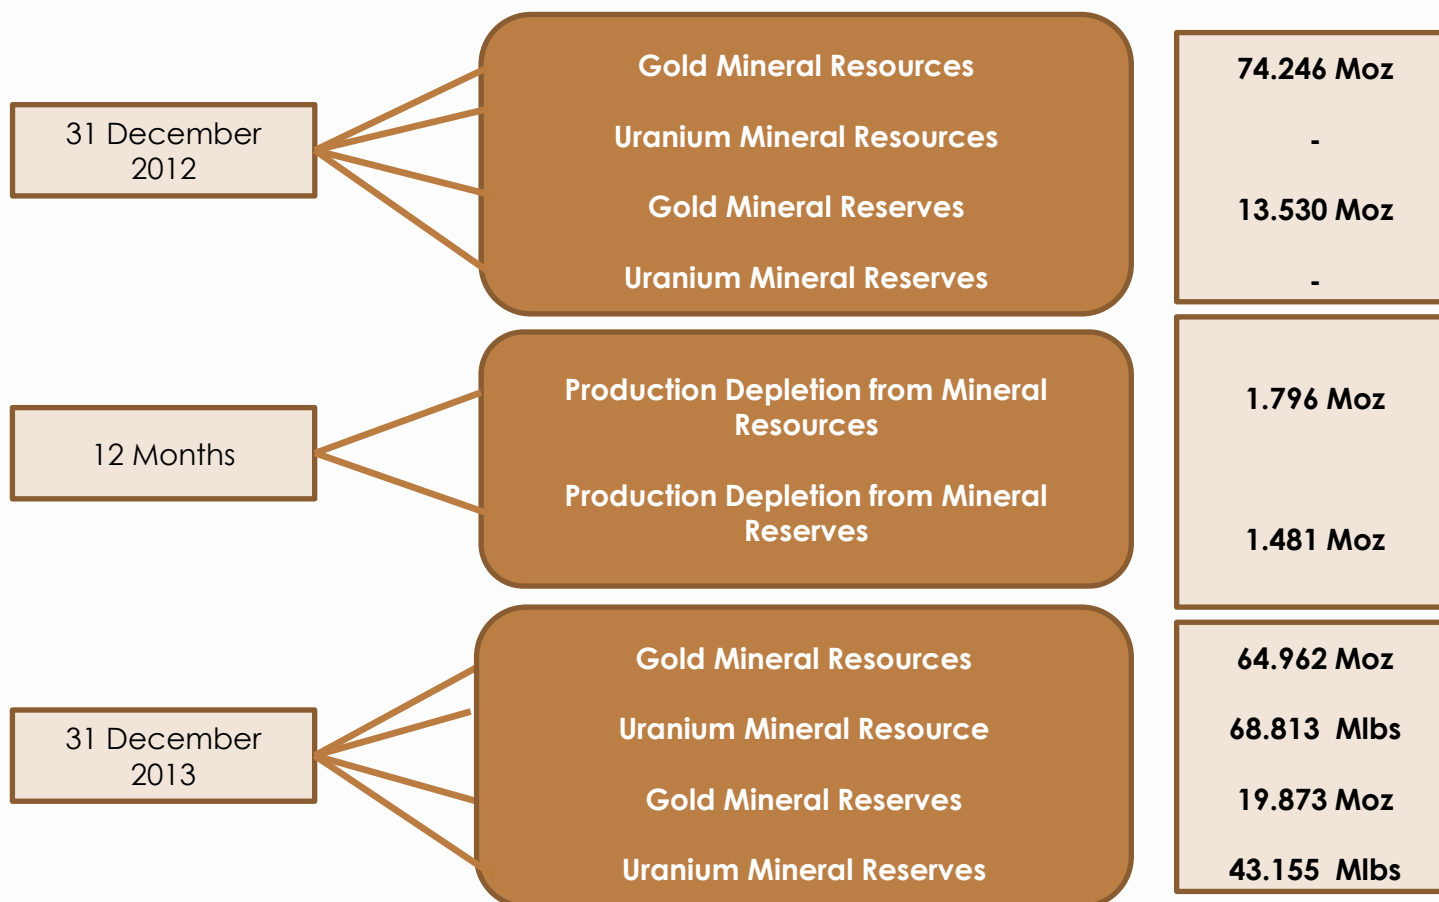 31 December
2012
Gold Mineral Resources
74.246 Moz
Uranium Mineral Resources
-
Gold Mineral Reserves
13.530 Moz
Uranium Mineral Reserves
-
12 Months
Production Depletion from Mineral
Resources
1.796 Moz
Production Depletion from Mineral
Reserves
1.481 Moz
31 December
2013
Gold Mineral Resources
64.962 Moz
Uranium Mineral Resource
68.813 Mlbs
Gold Mineral Reserves
19.873 Moz
Uranium Mineral Reserves
43.155 Mlbs